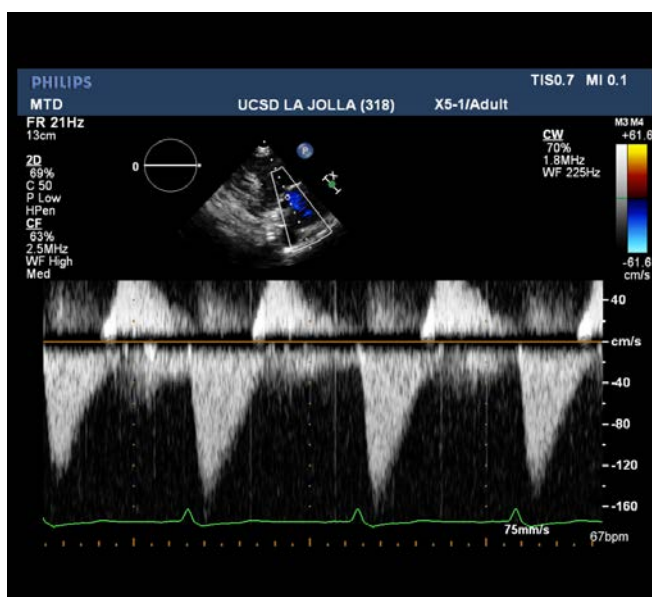 PHILIPS
TIS0.7 MI 0.1
MTD
UCSD LA JOLLA (318)
X5-1/Adult
FR 21Hz
13cm
2D
69%
C 50
P Low
HPen
CF
63%
2.5MHz
WF High
Med
0
P
CW
70%
1.8MHz
WF 225Hz
M3 M4
+61.6
-61.6
cm/s
40
cm/s
-40
-80
-120
-160
75mm/s
67bpm